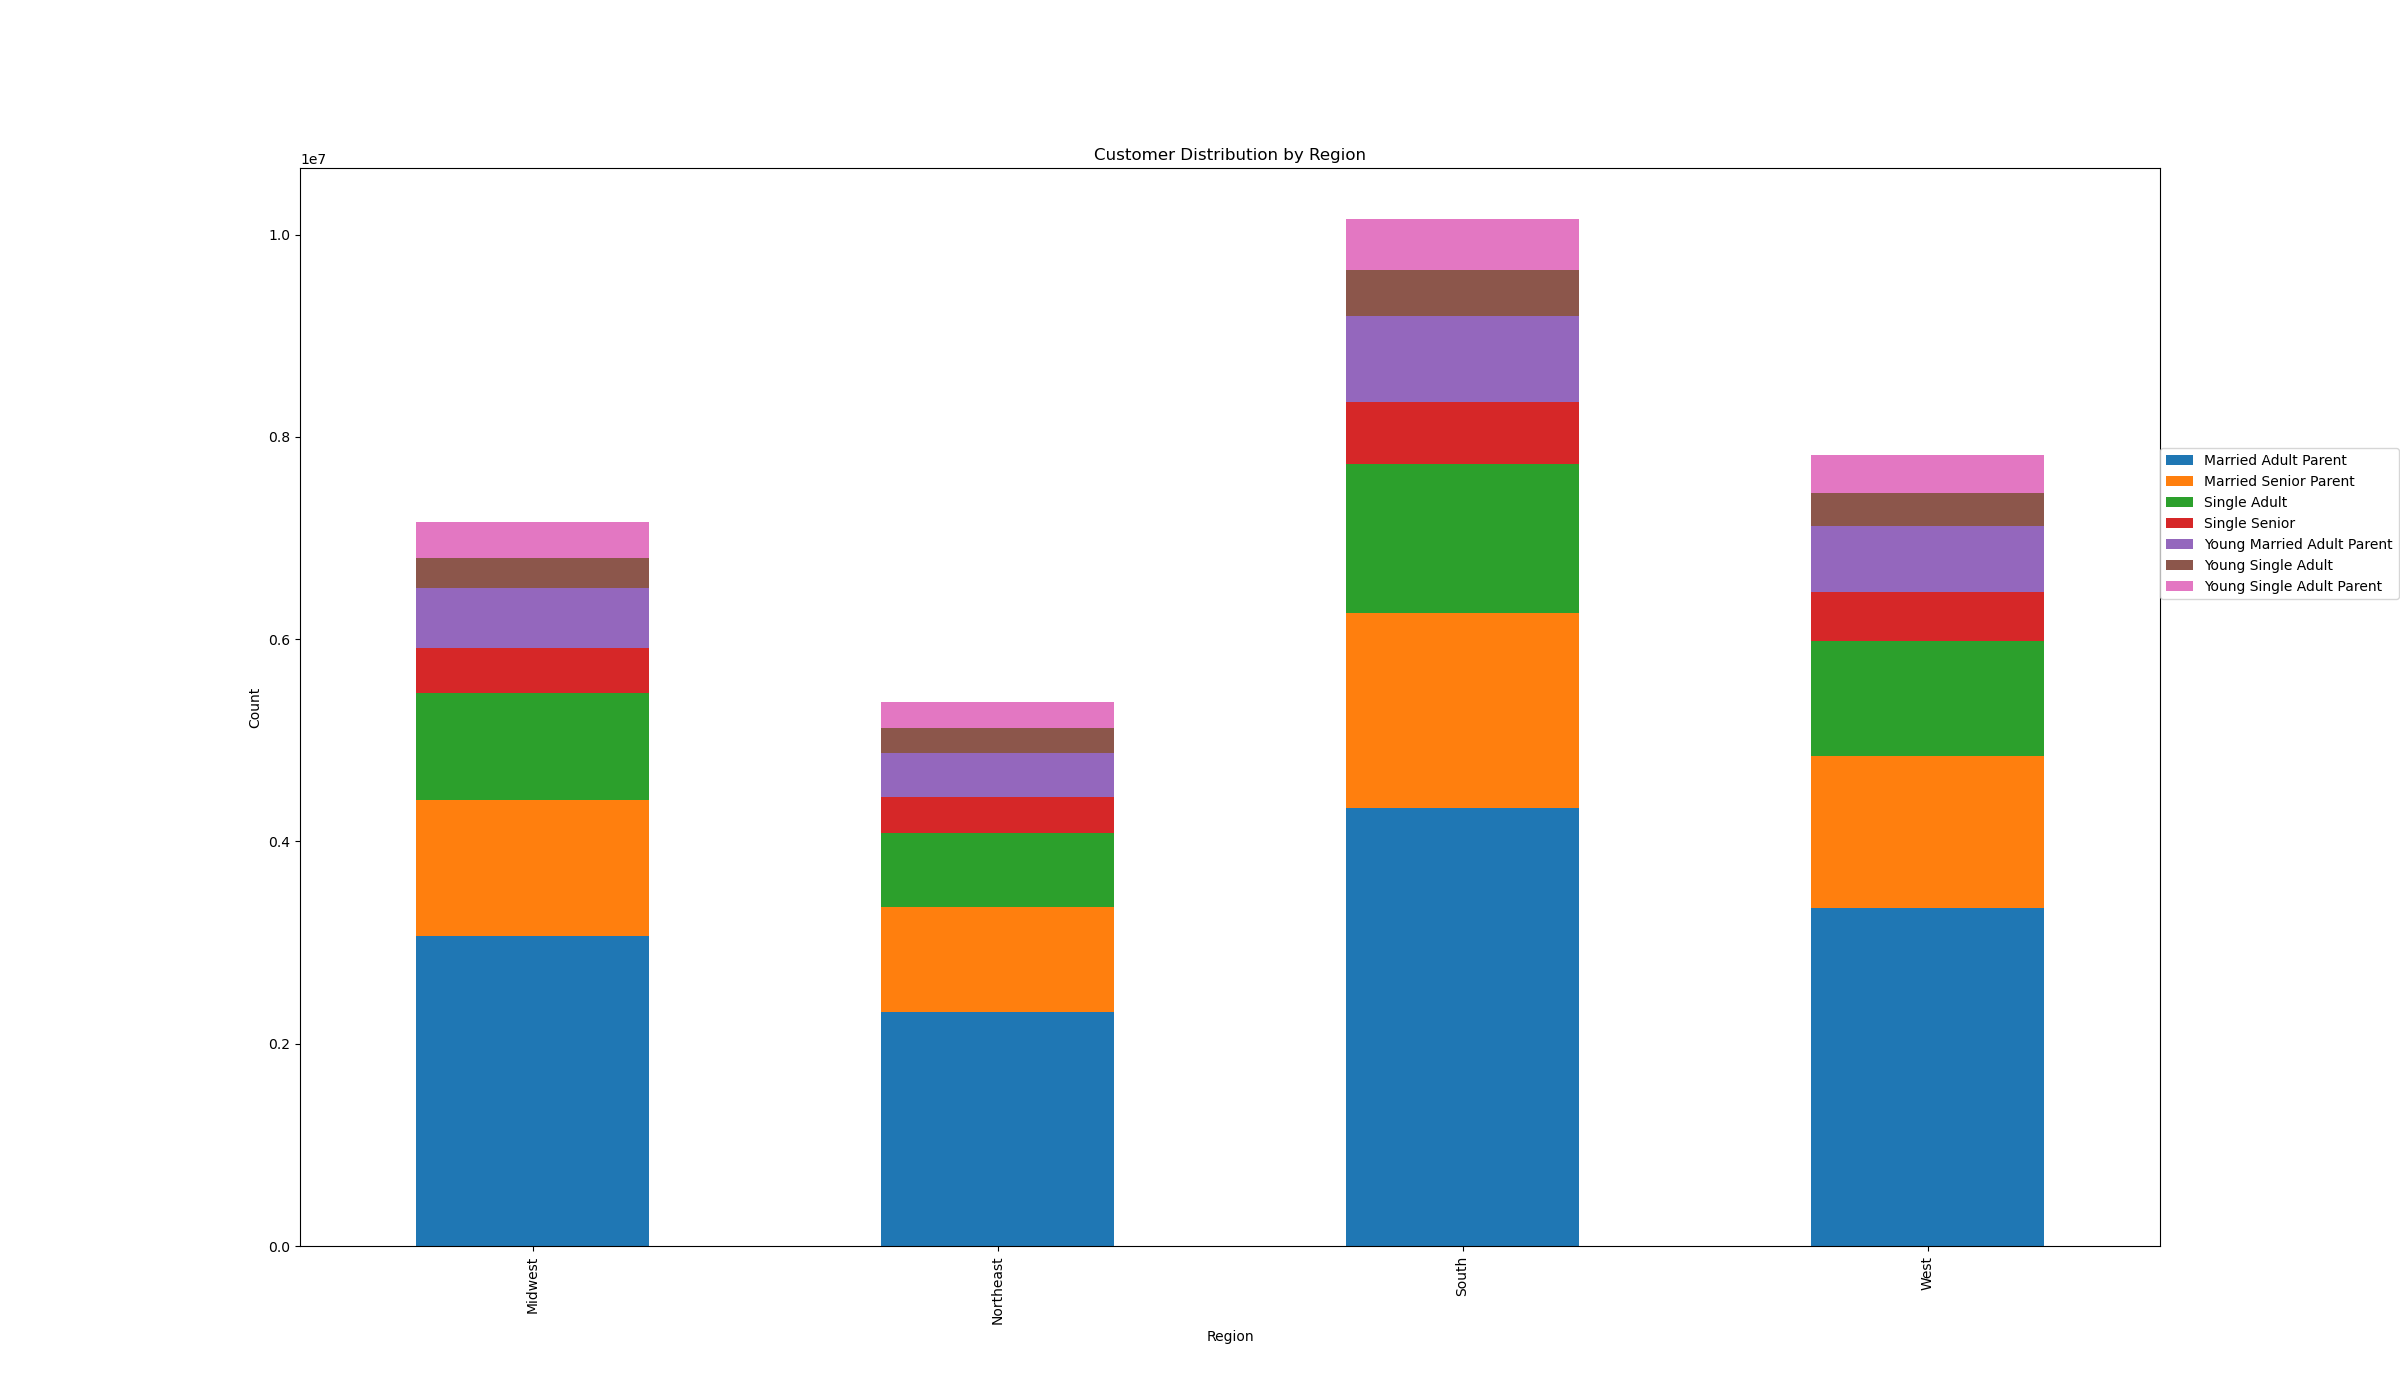 Customer Distribution by Region
1e7
1.0
0.8
0.6
0.4
0.2
0.0
Count
Midwest
Northeast
South
West
Region
Married Adult Parent
Married Senior Parent
Single Adult
Single Senior
Young Married Adult Parent
Young Single Adult
Young Single Adult Parent